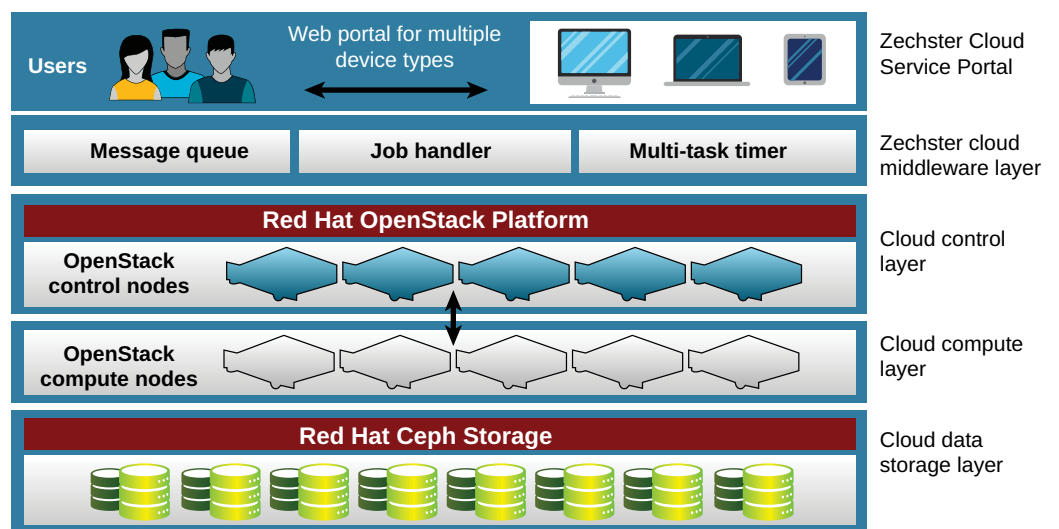 Users
Web portal for multiple
device types
Zechster Cloud
Service Portal
Message queue
Job handler
Multi-task timer
Zechster cloud
middleware layer
Red Hat OpenStack Platform
OpenStack
control nodes
Cloud control
layer
OpenStack
compute nodes
Cloud compute
layer
Red Hat Ceph Storage
Cloud data
storage layer